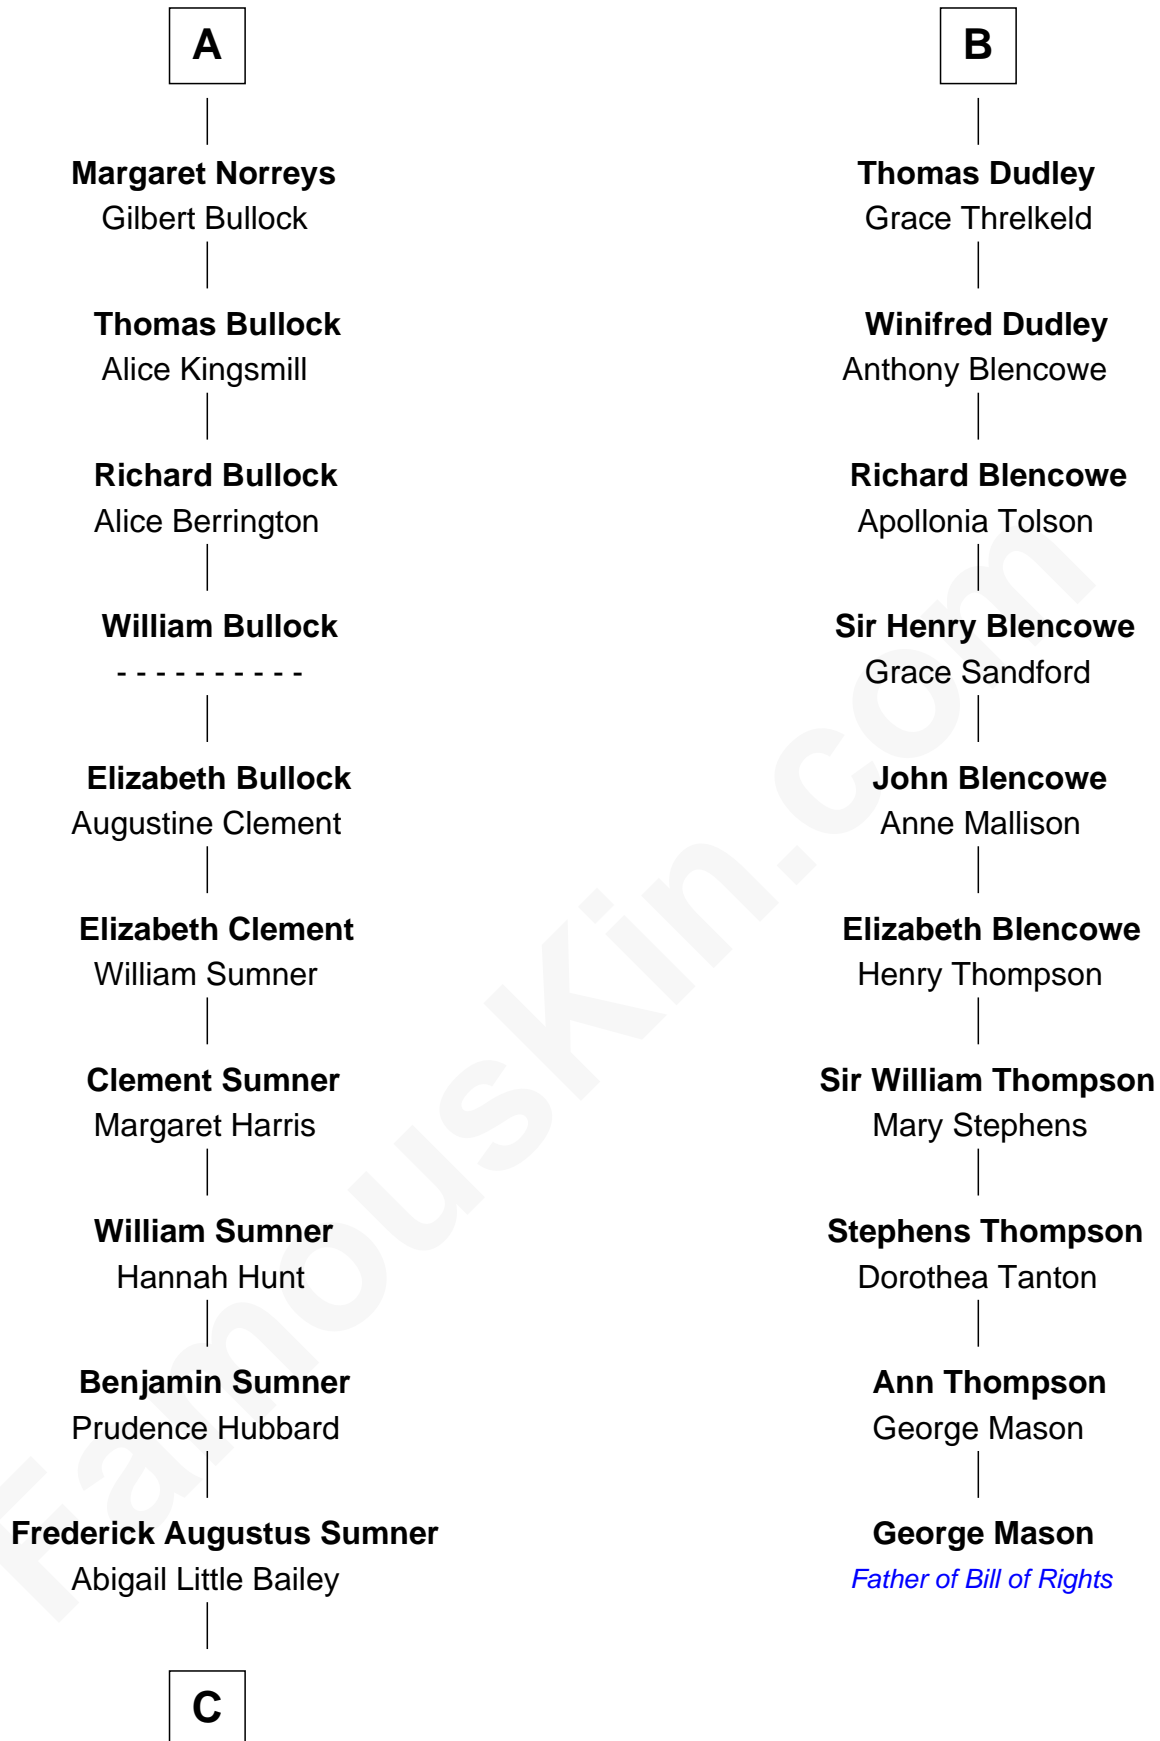 A
Margaret Norreys
Gilbert Bullock
Thomas Bullock
Alice Kingsmill
Richard Bullock
Alice Berrington
William Bullock
- - - - - - - - - -
Elizabeth Bullock
Augustine Clement
Elizabeth Clement
William Sumner
Clement Sumner
Margaret Harris
William Sumner
Hannah Hunt
Benjamin Sumner
Prudence Hubbard
Frederick Augustus Sumner
Abigail Little Bailey
C
B
Thomas Dudley
Grace Threlkeld
Winifred Dudley
Anthony Blencowe
Richard Blencowe
Apollonia Tolson
Sir Henry Blencowe
Grace Sandford
John Blencowe
Anne Mallison
Elizabeth Blencowe
Henry Thompson
Sir William Thompson
Mary Stephens
Stephens Thompson
Dorothea Tanton
Ann Thompson
George Mason
George Mason
Father of Bill of Rights
FamousKin.com